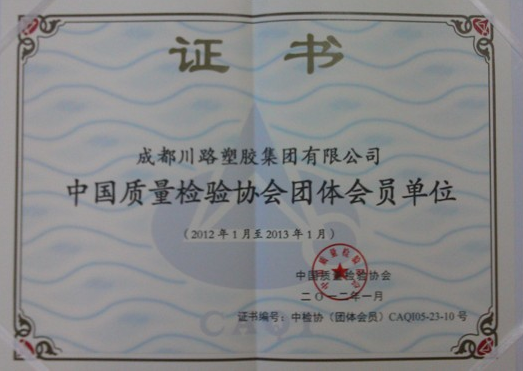 证书
成都川路塑胶集团有限公司
中国质量检验协会团体会员单位
（2012年1月至2013年1月）
中国质量检验协会
二〇一二年一月
证书编号：中检协（团体会员）CAQI05-23-10号
CAQI